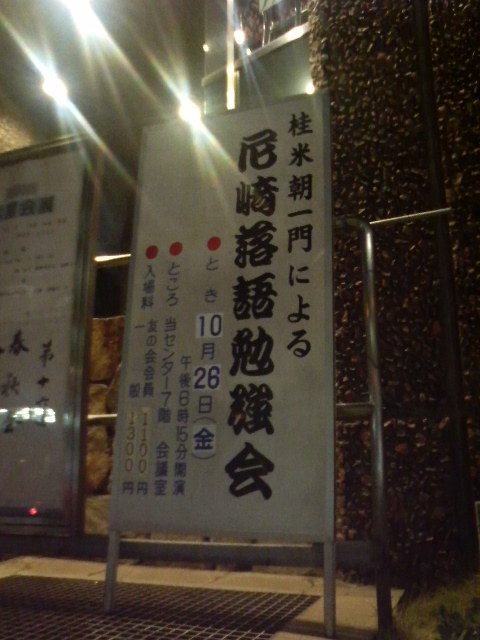 桂米朝一門による
尼崎落語勉強会
とき 10月26日(金)
午後6時15分開演
ところ 当センター7階 会議室
入場料 友の会会員 1100円
一般 1300円